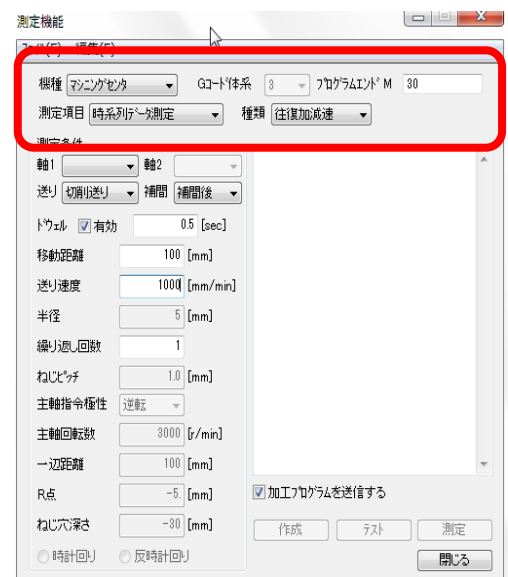 測定機能
機種 マシニングセンタ Gコード体系 3 プログラムエンド M 30
測定項目 時系列データ測定 種類 往復加減速
測定条件
軸1 軸2
送り 切削送り 補間 補間後
ドウェル 有効 0.5 [sec]
移動距離 100 [mm]
送り速度 1000 [mm/min]
半径 5 [mm]
繰り返し回数 1
ねじピッチ 1.0 [mm]
主軸指令極性 逆転
主軸回転数 3000 [r/min]
一辺距離 100 [mm]
R点 -5. [mm]
ねじ穴深さ -30 [mm]
時計回り 反時計回り
加工プログラムを送信する
作成 テスト 測定
閉じる